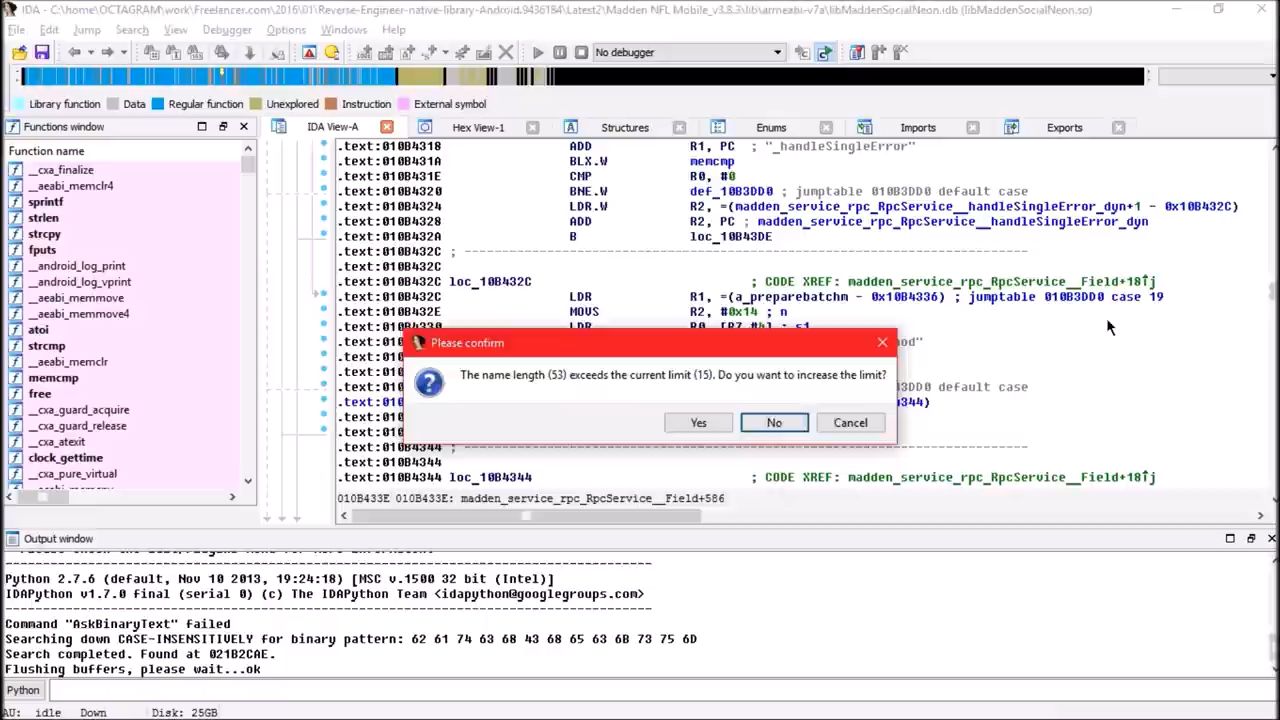 IDA - C:\home\OCTAGRAM\work\Freelancer.com\2016\01\Reverse-Engineer-native-library-Android.9436184\Latest2\Madden NFL Mobile_v3.8.3\lib\armeabi-v7a\libMaddenSocialNeon.idb (libMaddenSocialNeon.so)
File Edit Jump Search View Debugger Options Windows Help
No debugger
Library function Data Regular function Unexplored Instruction External symbol
Functions window
IDA View-A Hex View-1 Structures Enums Imports Exports
Function name
__cxa_finalize
__aeabi_memclr4
sprintf
strlen
strcpy
fputs
__android_log_print
__android_log_vprint
__aeabi_memmove
__aeabi_memmove4
atoi
strcmp
__aeabi_memclr
memcmp
free
__cxa_guard_acquire
__cxa_guard_release
__cxa_atexit
clock_gettime
__cxa_pure_virtual
.text:010B4318 ADD R1, PC ; "_handleSingleError"
.text:010B431A BLX.W memcmp
.text:010B431E CMP R0, #0
.text:010B4320 BNE.W def_10B3DD0 ; jumptable 010B3DD0 default case
.text:010B4324 LDR.W R2, =(madden_service_rpc_RpcService__handleSingleError_dyn+1 - 0x10B432C)
.text:010B4328 ADD R2, PC ; madden_service_rpc_RpcService__handleSingleError_dyn
.text:010B432A B loc_10B43DE
.text:010B432C ; ---------------------------------------------------------------------------
.text:010B432C
.text:010B432C loc_10B432C ; CODE XREF: madden_service_rpc_RpcService__Field+18↑j
.text:010B432C LDR R1, =(a_preparebatchm - 0x10B4336) ; jumptable 010B3DD0 case 19
.text:010B432E MOVS R2, #0x14 ; n
.text:010B4330 LDR R0, [R7,#4] ; s1
od"
default case
344)
.text:010B4344 ; ---------------------------------------------------------------------------
.text:010B4344
.text:010B4344 loc_10B4344 ; CODE XREF: madden_service_rpc_RpcService__Field+18↑j
010B433E 010B433E: madden_service_rpc_RpcService__Field+586
Please confirm
The name length (53) exceeds the current limit (15). Do you want to increase the limit?
Yes No Cancel
Output window
---------------------------------------------------------------------------------------------
Python 2.7.6 (default, Nov 10 2013, 19:24:18) [MSC v.1500 32 bit (Intel)]
IDAPython v1.7.0 final (serial 0) (c) The IDAPython Team <idapython@googlegroups.com>
---------------------------------------------------------------------------------------------
Command "AskBinaryText" failed
Searching down CASE-INSENSITIVELY for binary pattern: 62 61 74 63 68 43 68 65 63 6B 73 75 6D
Search completed. Found at 021B2CAE.
Flushing buffers, please wait...ok
Python
AU: idle Down Disk: 25GB